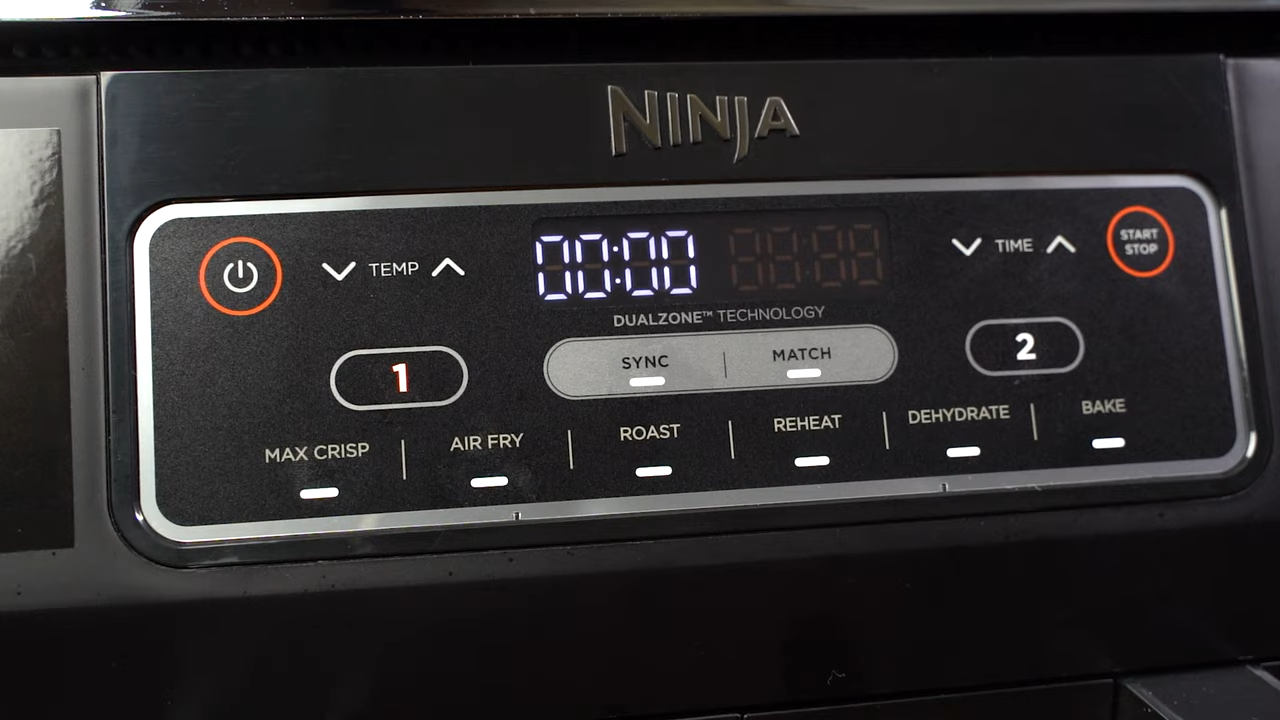 NINJA
TEMP
00:00
TIME
START
STOP
DUALZONE™ TECHNOLOGY
1
SYNC
MATCH
2
MAX CRISP
AIR FRY
ROAST
REHEAT
DEHYDRATE
BAKE